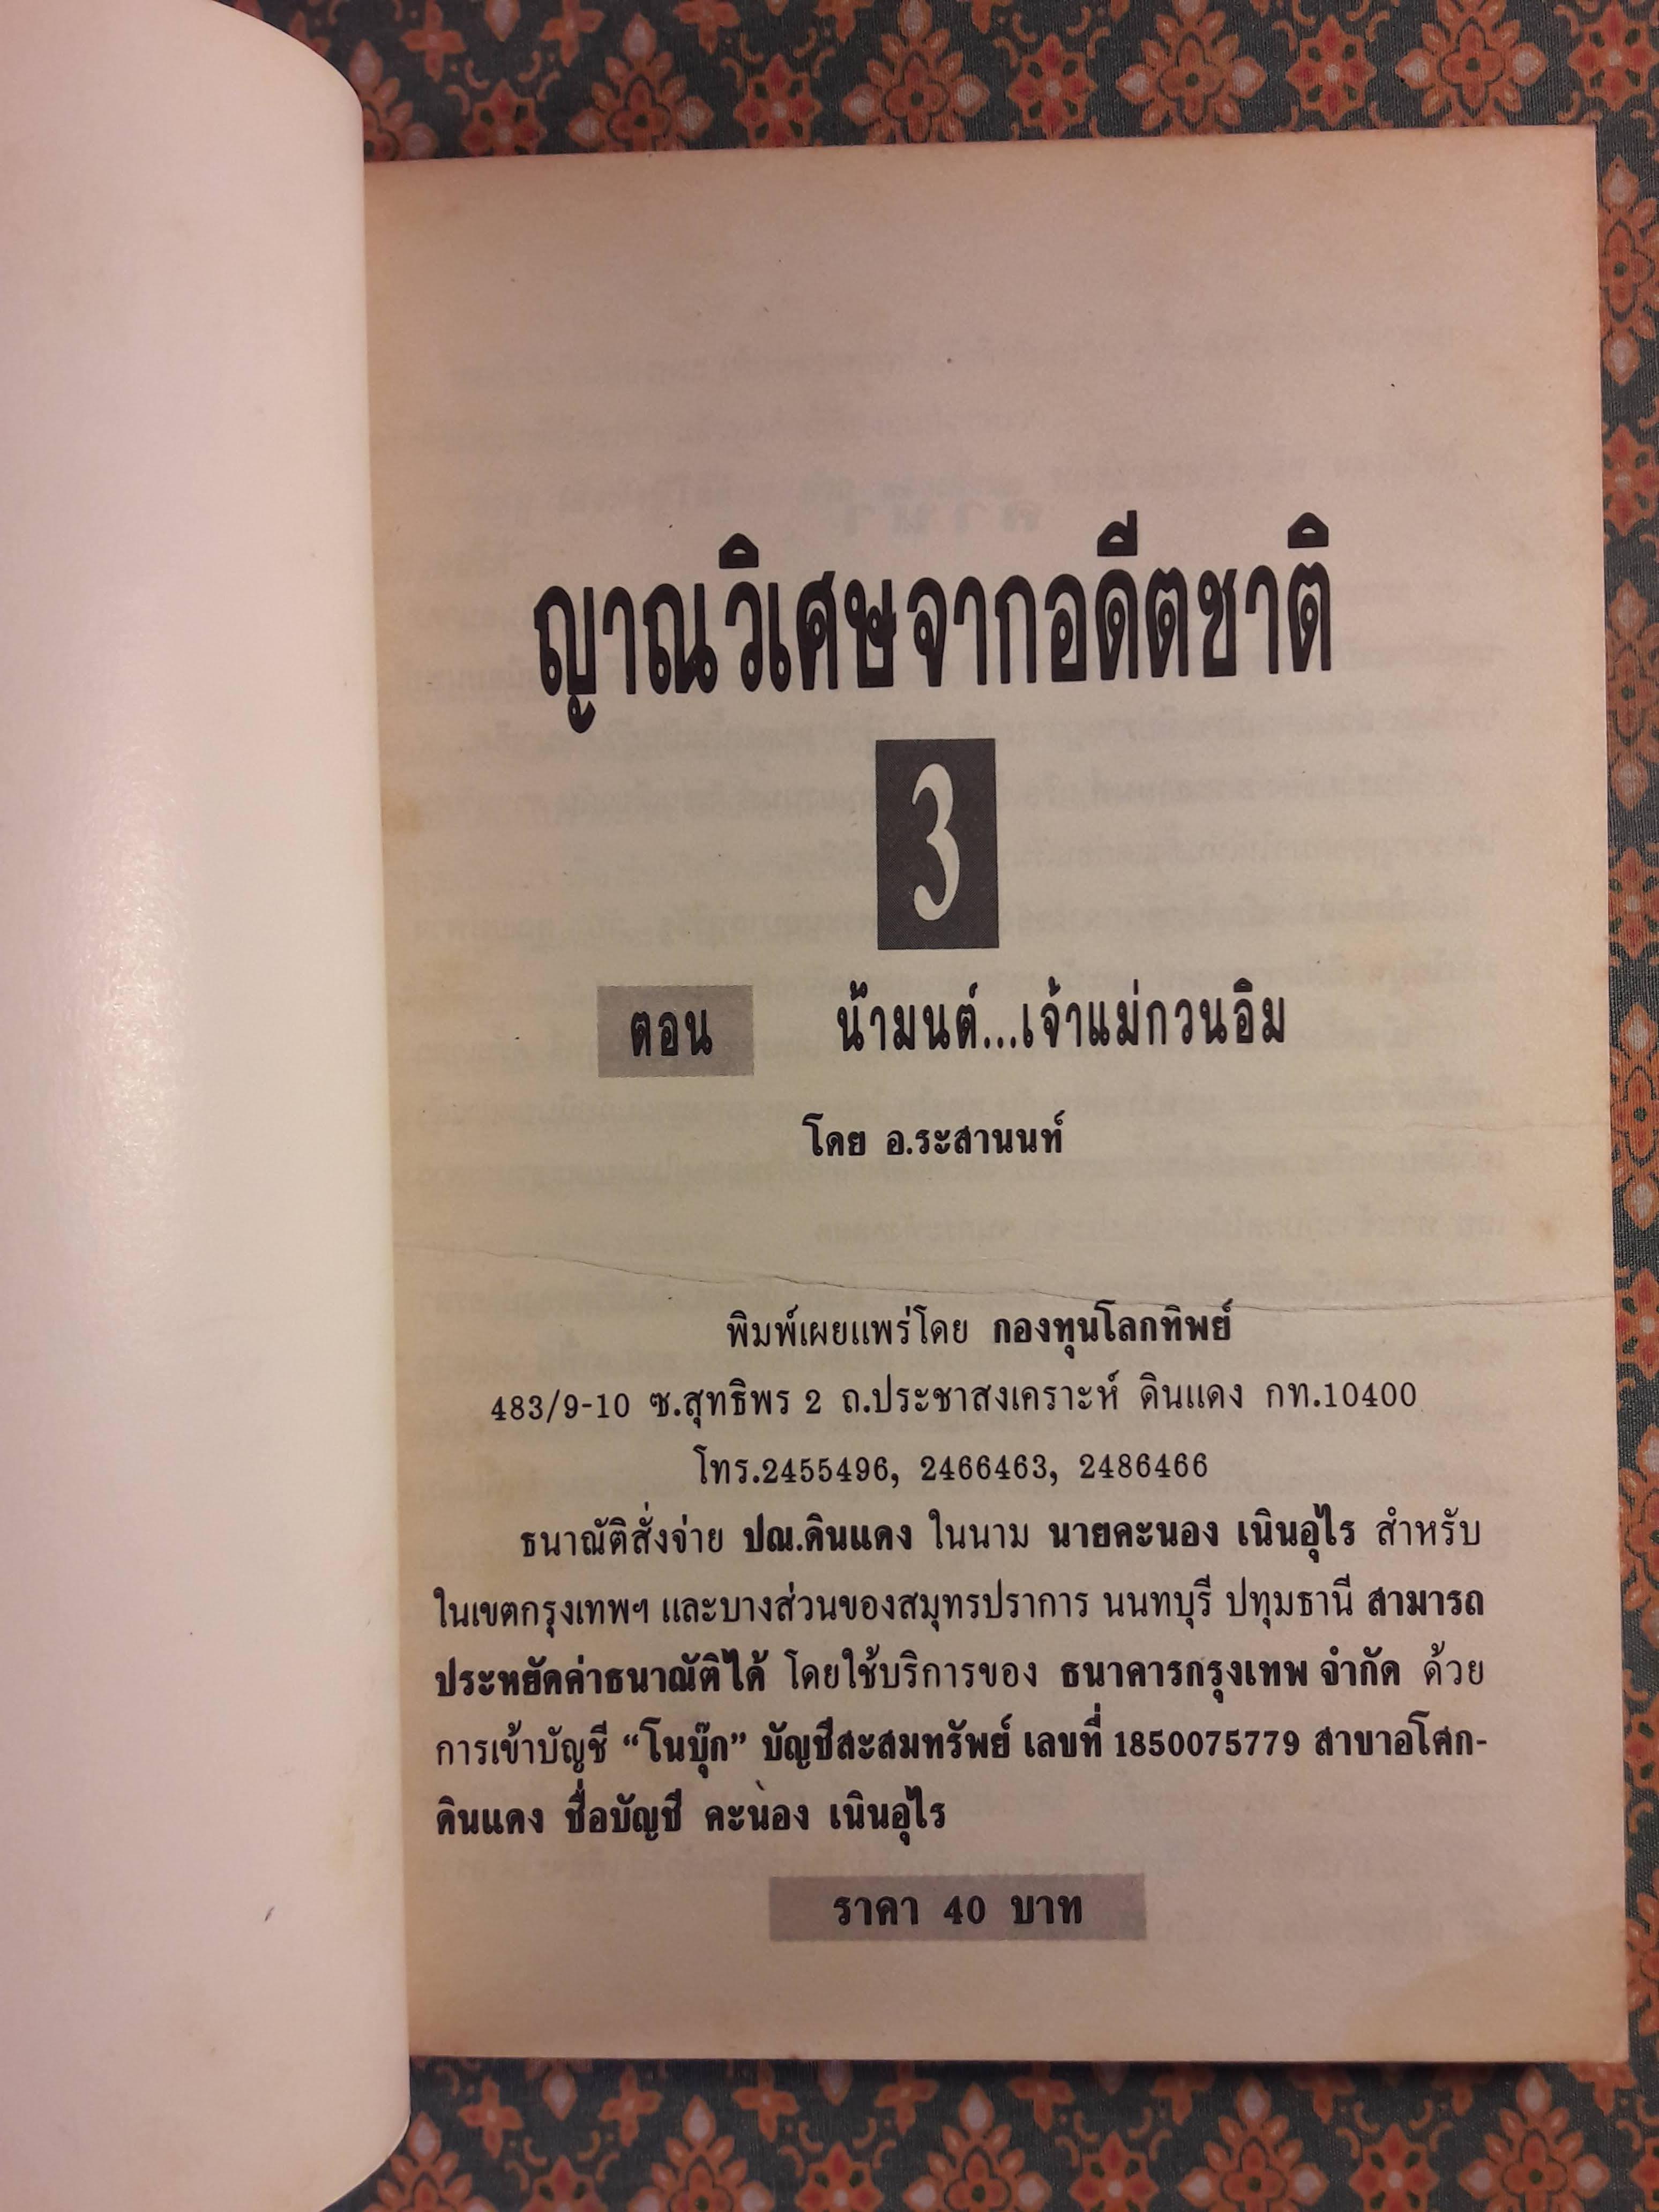 ญาณวิเศษจากอดีตชาติ
3
ตอน น้ำมนต์...เจ้าแม่กวนอิม
โดย อ.ระสานนท์
พิมพ์เผยแพร่โดย กองทุนโลกทิพย์
483/9-10 ซ.สุทธิพร 2 ถ.ประชาสงเคราะห์ ดินแดง กท.10400
โทร.2455496, 2466463, 2486466
ธนาณัติสั่งจ่าย ปณ.ดินแดง ในนาม นายคะนอง เนินอุไร สำหรับ
ในเขตกรุงเทพฯ และบางส่วนของสมุทรปราการ นนทบุรี ปทุมธานี สามารถ
ประหยัดค่าธนาณัติได้ โดยใช้บริการของ ธนาคารกรุงเทพ จำกัด ด้วย
การเข้าบัญชี “โนบุ๊ก” บัญชีสะสมทรัพย์ เลขที่ 1850075779 สาขาอโศก-
ดินแดง ชื่อบัญชี คะนอง เนินอุไร
ราคา 40 บาท